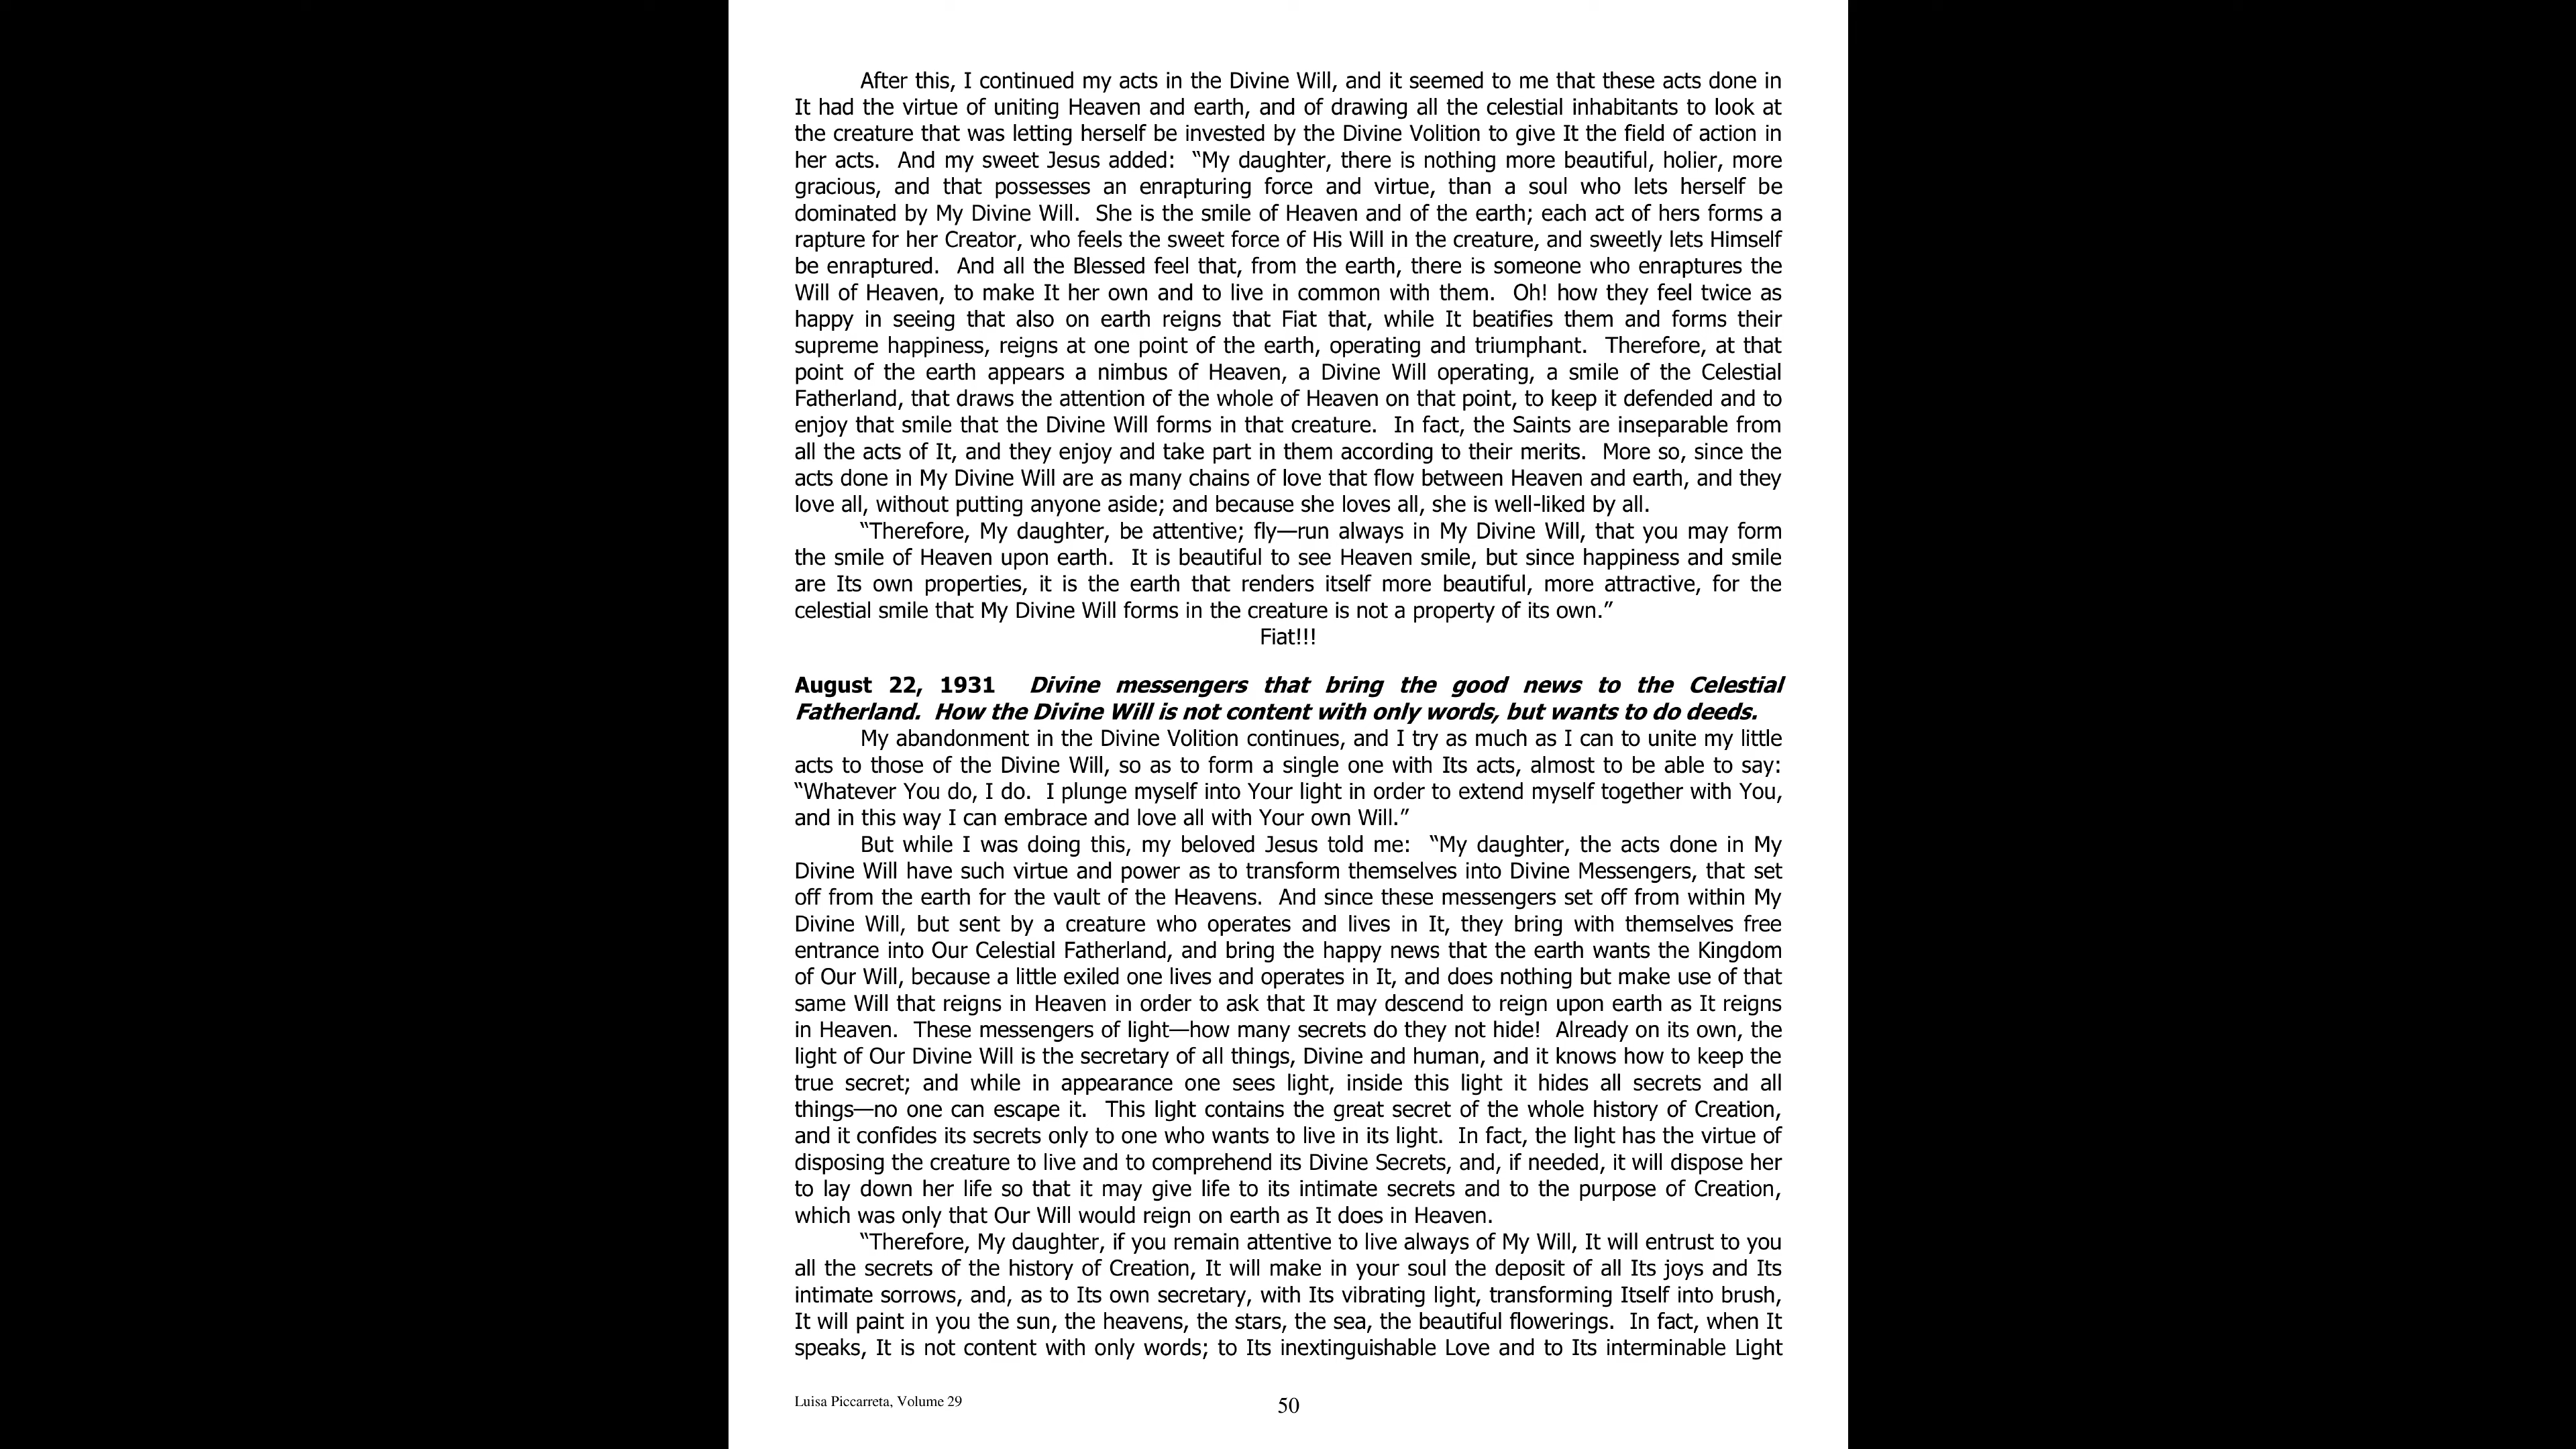 After this, I continued my acts in the Divine Will, and it seemed to me that these acts done in
It had the virtue of uniting Heaven and earth, and of drawing all the celestial inhabitants to look at
the creature that was letting herself be invested by the Divine Volition to give It the field of action in
her acts.  And my sweet Jesus added:  “My daughter, there is nothing more beautiful, holier, more
gracious, and that possesses an enrapturing force and virtue, than a soul who lets herself be
dominated by My Divine Will.  She is the smile of Heaven and of the earth; each act of hers forms a
rapture for her Creator, who feels the sweet force of His Will in the creature, and sweetly lets Himself
be enraptured.  And all the Blessed feel that, from the earth, there is someone who enraptures the
Will of Heaven, to make It her own and to live in common with them.  Oh! how they feel twice as
happy in seeing that also on earth reigns that Fiat that, while It beatifies them and forms their
supreme happiness, reigns at one point of the earth, operating and triumphant.  Therefore, at that
point of the earth appears a nimbus of Heaven, a Divine Will operating, a smile of the Celestial
Fatherland, that draws the attention of the whole of Heaven on that point, to keep it defended and to
enjoy that smile that the Divine Will forms in that creature.  In fact, the Saints are inseparable from
all the acts of It, and they enjoy and take part in them according to their merits.  More so, since the
acts done in My Divine Will are as many chains of love that flow between Heaven and earth, and they
love all, without putting anyone aside; and because she loves all, she is well-liked by all.
“Therefore, My daughter, be attentive; fly—run always in My Divine Will, that you may form
the smile of Heaven upon earth.  It is beautiful to see Heaven smile, but since happiness and smile
are Its own properties, it is the earth that renders itself more beautiful, more attractive, for the
celestial smile that My Divine Will forms in the creature is not a property of its own.”
Fiat!!!
August 22, 1931  Divine messengers that bring the good news to the Celestial
Fatherland.  How the Divine Will is not content with only words, but wants to do deeds.
My abandonment in the Divine Volition continues, and I try as much as I can to unite my little
acts to those of the Divine Will, so as to form a single one with Its acts, almost to be able to say:
“Whatever You do, I do.  I plunge myself into Your light in order to extend myself together with You,
and in this way I can embrace and love all with Your own Will.”
But while I was doing this, my beloved Jesus told me:  “My daughter, the acts done in My
Divine Will have such virtue and power as to transform themselves into Divine Messengers, that set
off from the earth for the vault of the Heavens.  And since these messengers set off from within My
Divine Will, but sent by a creature who operates and lives in It, they bring with themselves free
entrance into Our Celestial Fatherland, and bring the happy news that the earth wants the Kingdom
of Our Will, because a little exiled one lives and operates in It, and does nothing but make use of that
same Will that reigns in Heaven in order to ask that It may descend to reign upon earth as It reigns
in Heaven.  These messengers of light—how many secrets do they not hide!  Already on its own, the
light of Our Divine Will is the secretary of all things, Divine and human, and it knows how to keep the
true secret; and while in appearance one sees light, inside this light it hides all secrets and all
things—no one can escape it.  This light contains the great secret of the whole history of Creation,
and it confides its secrets only to one who wants to live in its light.  In fact, the light has the virtue of
disposing the creature to live and to comprehend its Divine Secrets, and, if needed, it will dispose her
to lay down her life so that it may give life to its intimate secrets and to the purpose of Creation,
which was only that Our Will would reign on earth as It does in Heaven.
“Therefore, My daughter, if you remain attentive to live always of My Will, It will entrust to you
all the secrets of the history of Creation, It will make in your soul the deposit of all Its joys and Its
intimate sorrows, and, as to Its own secretary, with Its vibrating light, transforming Itself into brush,
It will paint in you the sun, the heavens, the stars, the sea, the beautiful flowerings.  In fact, when It
speaks, It is not content with only words; to Its inextinguishable Love and to Its interminable Light
Luisa Piccarreta, Volume 29
50